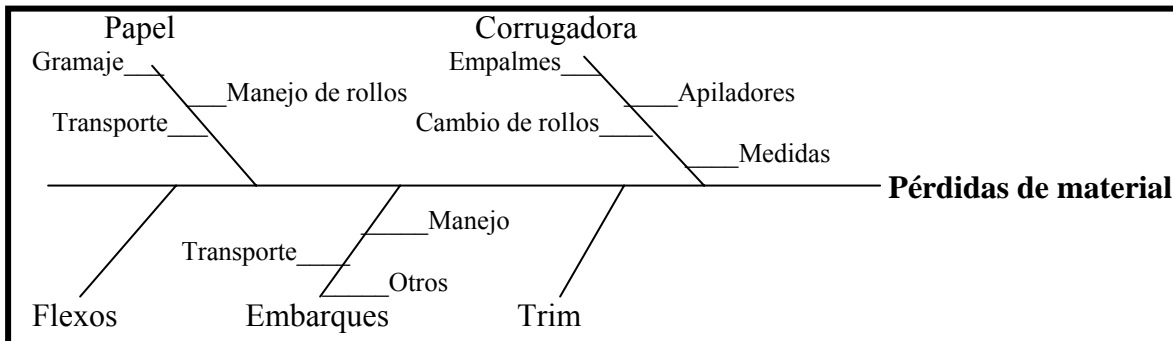 Papel
Corrugadora
Gramaje
Empalmes
Manejo de rollos
Apiladores
Transporte
Cambio de rollos
Medidas
Pérdidas de material
Manejo
Transporte
Otros
Flexos
Embarques
Trim